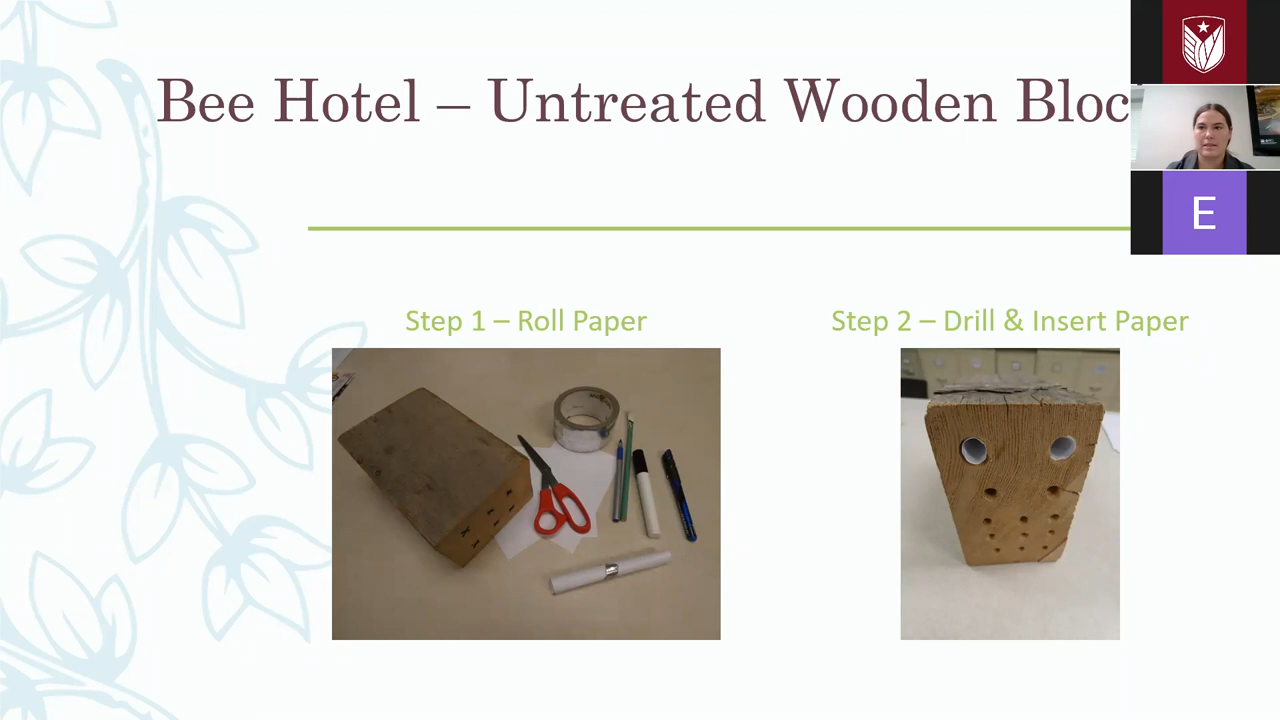 Bee Hotel – Untreated Wooden Bloc
E
Step 1 – Roll Paper
Step 2 – Drill & Insert Paper